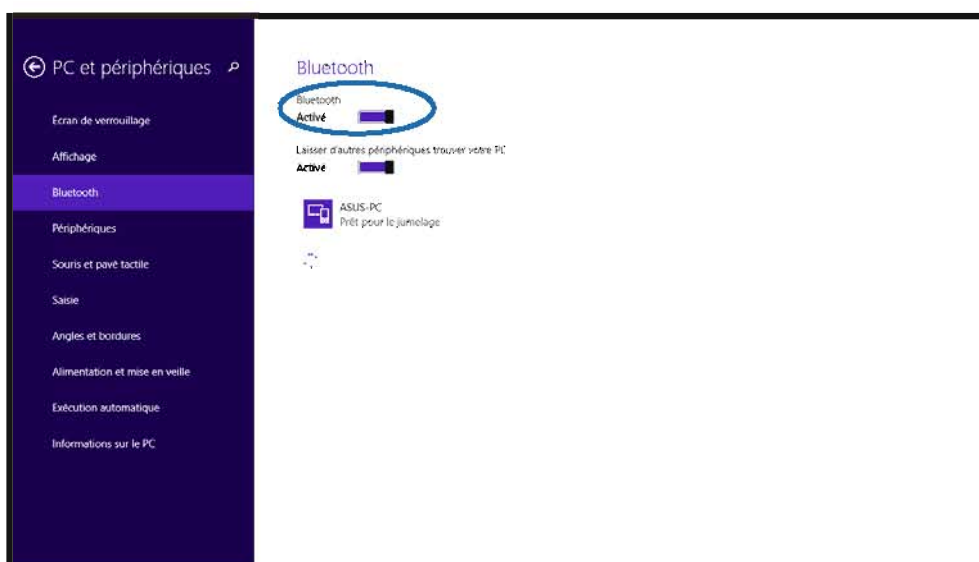 PC et périphériques
Écran de verrouillage
Affichage
Bluetooth
Périphériques
Souris et pavé tactile
Saisie
Angles et bordures
Alimentation et mise en veille
Exécution automatique
Informations sur le PC
Bluetooth
Bluetooth
Activé
Laisser d'autres périphériques trouver votre PC
Activé
ASUS-PC
Prêt pour le jumelage